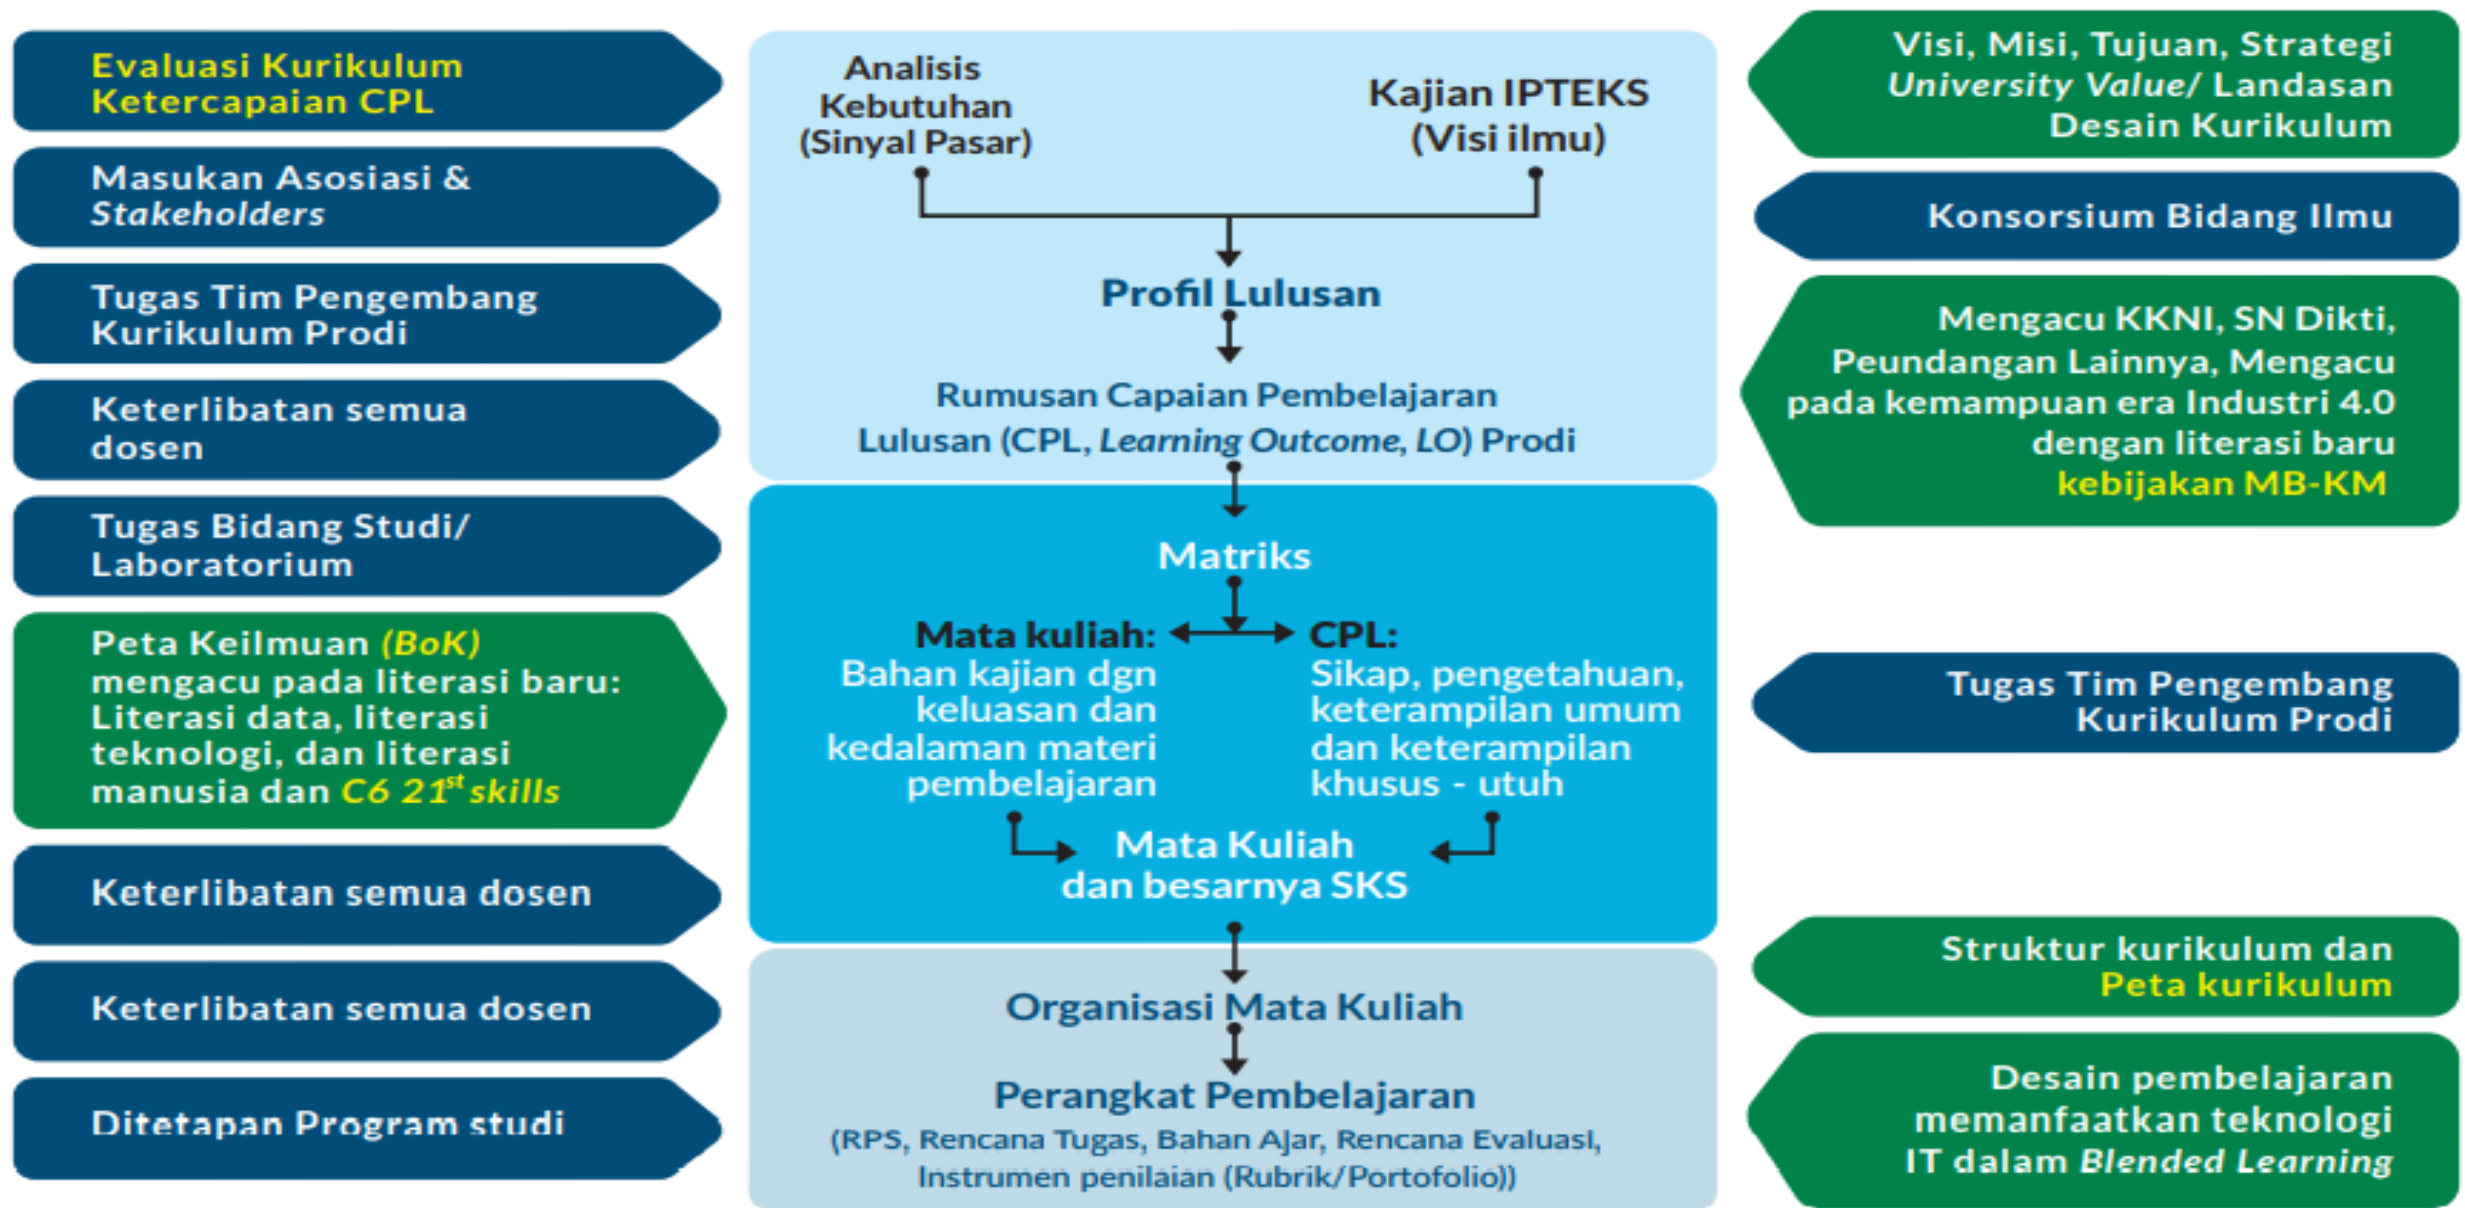 Evaluasi Kurikulum
Ketercapaian CPL
Masukan Asosiasi &
Stakeholders
Tugas Tim Pengembang
Kurikulum Prodi
Keterlibatan semua
dosen
Tugas Bidang Studi/
Laboratorium
Peta Keilmuan (BoK)
mengacu pada literasi baru:
Literasi data, literasi
teknologi, dan literasi
manusia dan C6 21st skills
Keterlibatan semua dosen
Keterlibatan semua dosen
Ditetapan Program studi
Analisis
Kebutuhan
(Sinyal Pasar)
Kajian IPTEKS
(Visi ilmu)
Profil Lulusan
Rumusan Capaian Pembelajaran
Lulusan (CPL, Learning Outcome, LO) Prodi
Matriks
Mata kuliah:
Bahan kajian dgn
keluasan dan
kedalaman materi
pembelajaran
CPL:
Sikap, pengetahuan,
keterampilan umum
dan keterampilan
khusus - utuh
Mata Kuliah
dan besarnya SKS
Organisasi Mata Kuliah
Perangkat Pembelajaran
(RPS, Rencana Tugas, Bahan Ajar, Rencana Evaluasi,
Instrumen penilaian (Rubrik/Portofolio))
Visi, Misi, Tujuan, Strategi
University Value/ Landasan
Desain Kurikulum
Konsorsium Bidang Ilmu
Mengacu KKNI, SN Dikti,
Peundangan Lainnya, Mengacu
pada kemampuan era Industri 4.0
dengan literasi baru
kebijakan MB-KM
Tugas Tim Pengembang
Kurikulum Prodi
Struktur kurikulum dan
Peta kurikulum
Desain pembelajaran
memanfaatkan teknologi
IT dalam Blended Learning